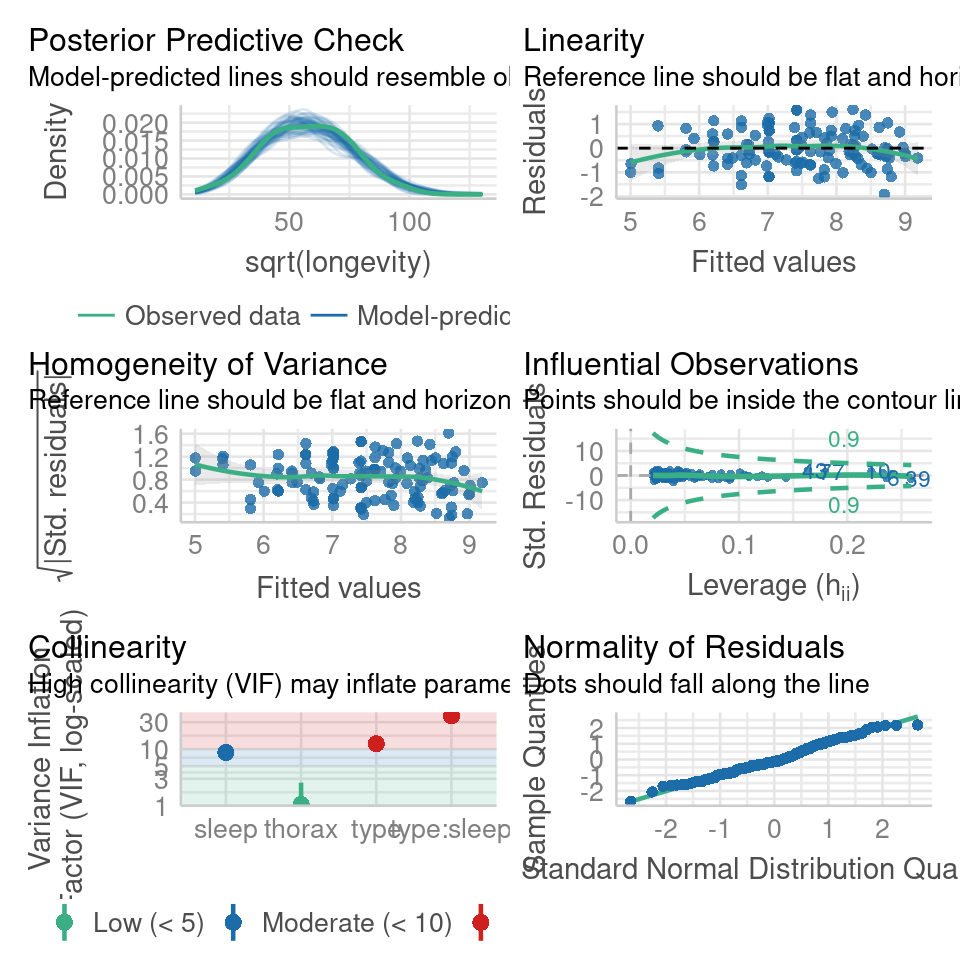 Posterior Predictive Check
Model-predicted lines should resemble ol
Density
0.020
0.015
0.010
0.005
0.000
50 100
sqrt(longevity)
Observed data Model-predic
Linearity
Reference line should be flat and hori
Residuals
1
0
-1
-2
5 6 7 8 9
Fitted values
Homogeneity of Variance
Reference line should be flat and horizon
√|Std. residuals|
1.6
1.2
0.8
0.4
5 6 7 8 9
Fitted values
Influential Observations
Points should be inside the contour lin
Std. Residuals
10
0
-10
0.9
0.9
0.0 0.1 0.2
Leverage (hii)
Collinearity
High collinearity (VIF) may inflate parame
Variance Inflation
Factor (VIF, log-scaled)
30
10
5
3
1
sleep thorax type type:sleep
Low (< 5) Moderate (< 10)
Normality of Residuals
Dots should fall along the line
Sample Quantiles
2
1
0
-1
-2
-2 -1 0 1 2
Standard Normal Distribution Qua